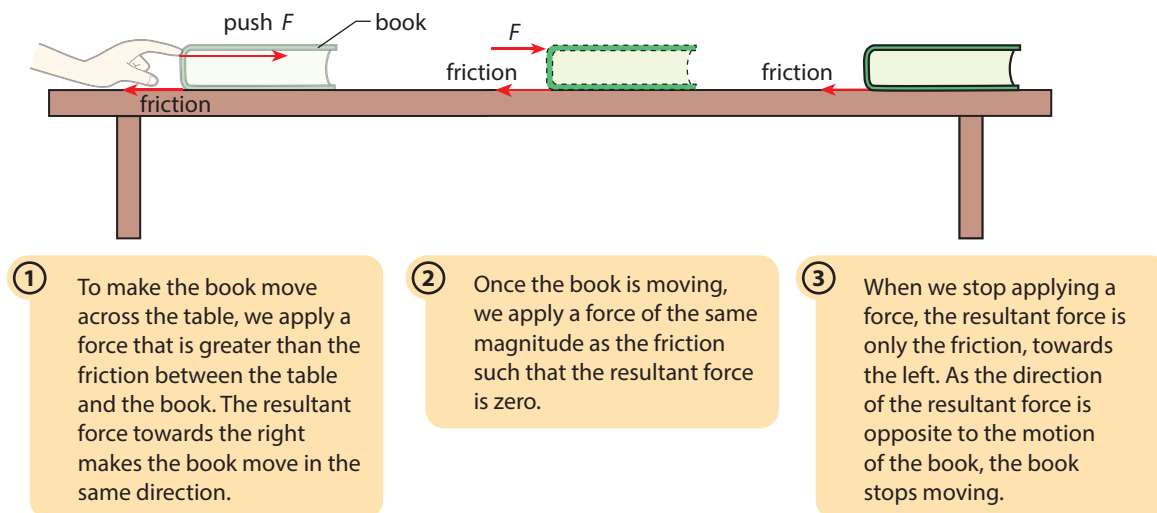 push F
book
friction
F
friction
friction
1
To make the book move
across the table, we apply a
force that is greater than the
friction between the table
and the book. The resultant
force towards the right
makes the book move in the
same direction.
2
Once the book is moving,
we apply a force of the same
magnitude as the friction
such that the resultant force
is zero.
3
When we stop applying a
force, the resultant force is
only the friction, towards
the left. As the direction
of the resultant force is
opposite to the motion
of the book, the book
stops moving.